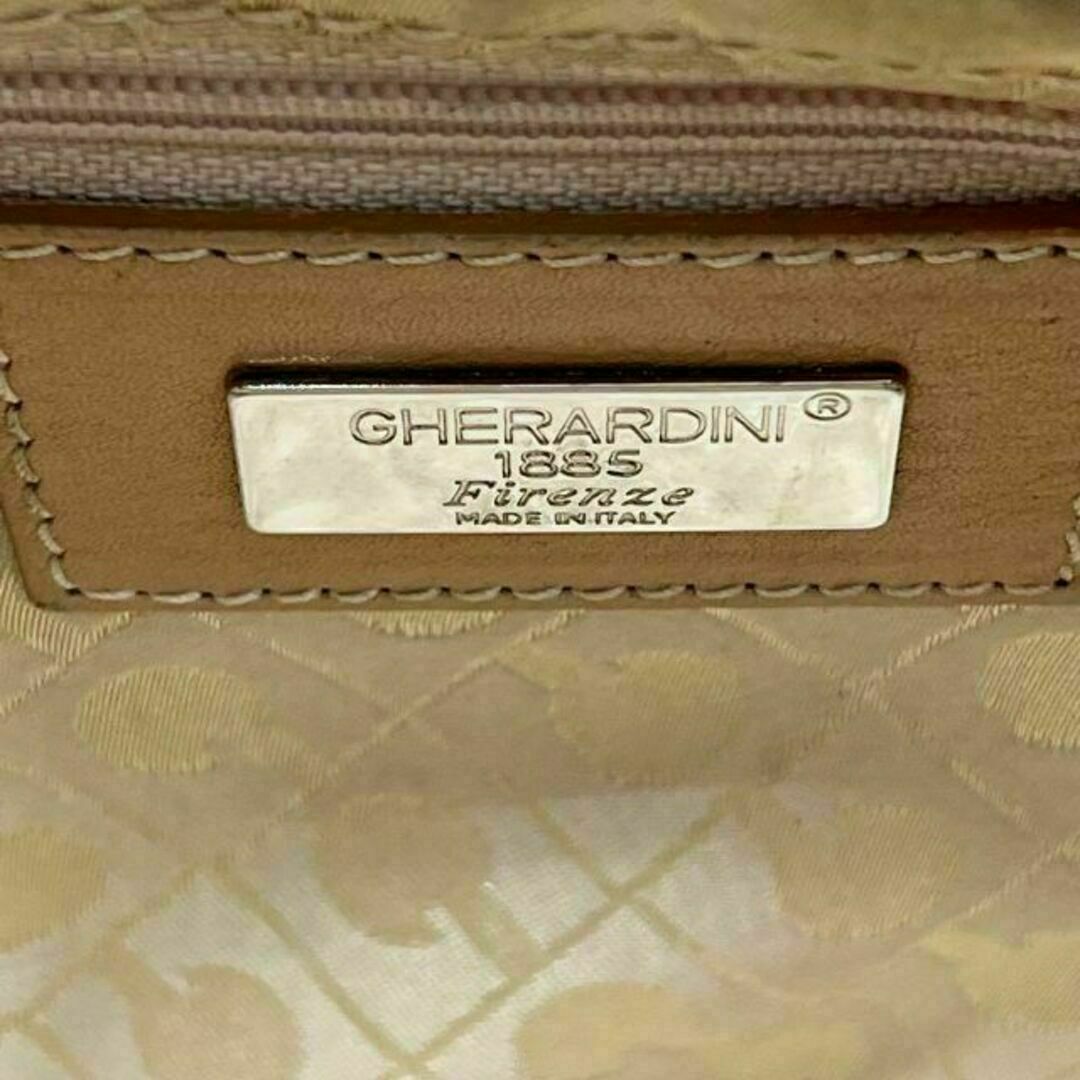 GHERARDINI®
1885
Firenze
MADE IN ITALY